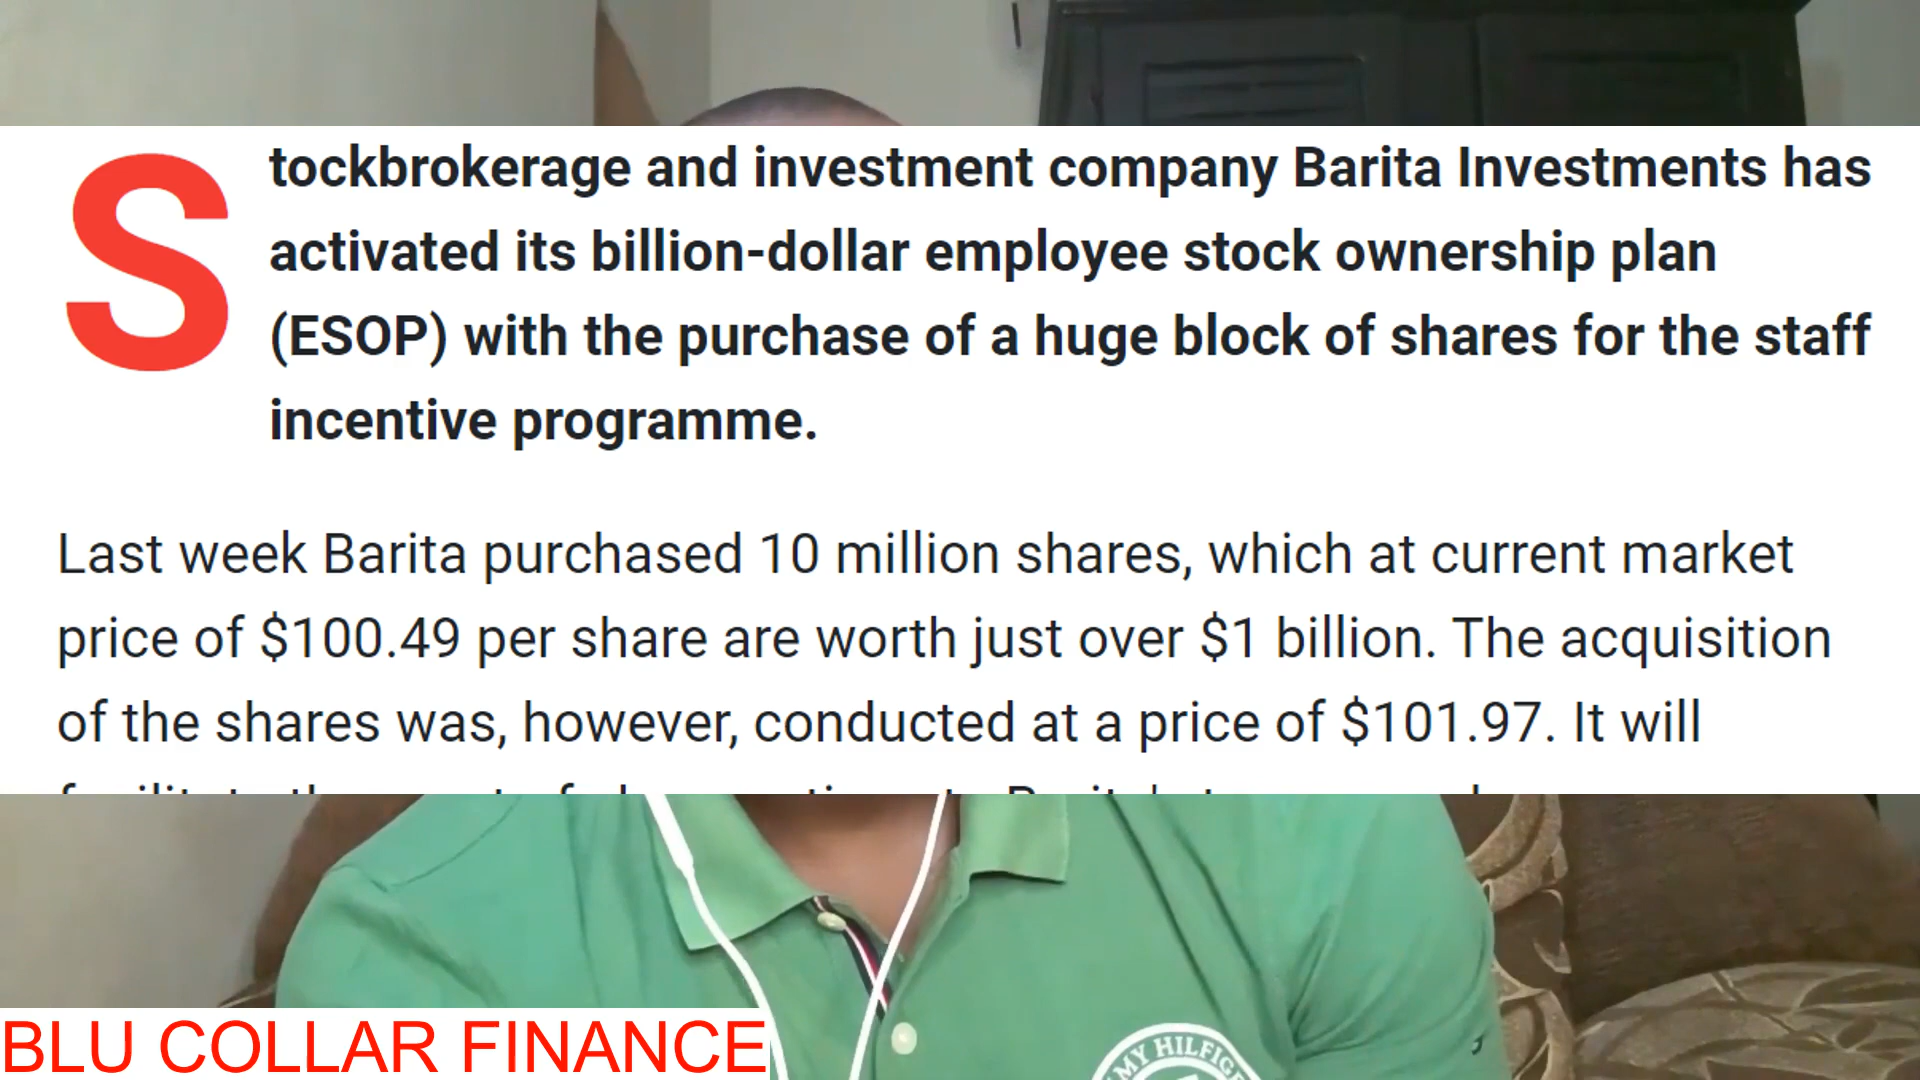 Stockbrokerage and investment company Barita Investments has
activated its billion-dollar employee stock ownership plan
(ESOP) with the purchase of a huge block of shares for the staff
incentive programme.
Last week Barita purchased 10 million shares, which at current market
price of $100.49 per share are worth just over $1 billion. The acquisition
of the shares was, however, conducted at a price of $101.97. It will
BLU COLLAR FINANCE
MY HILFIGE